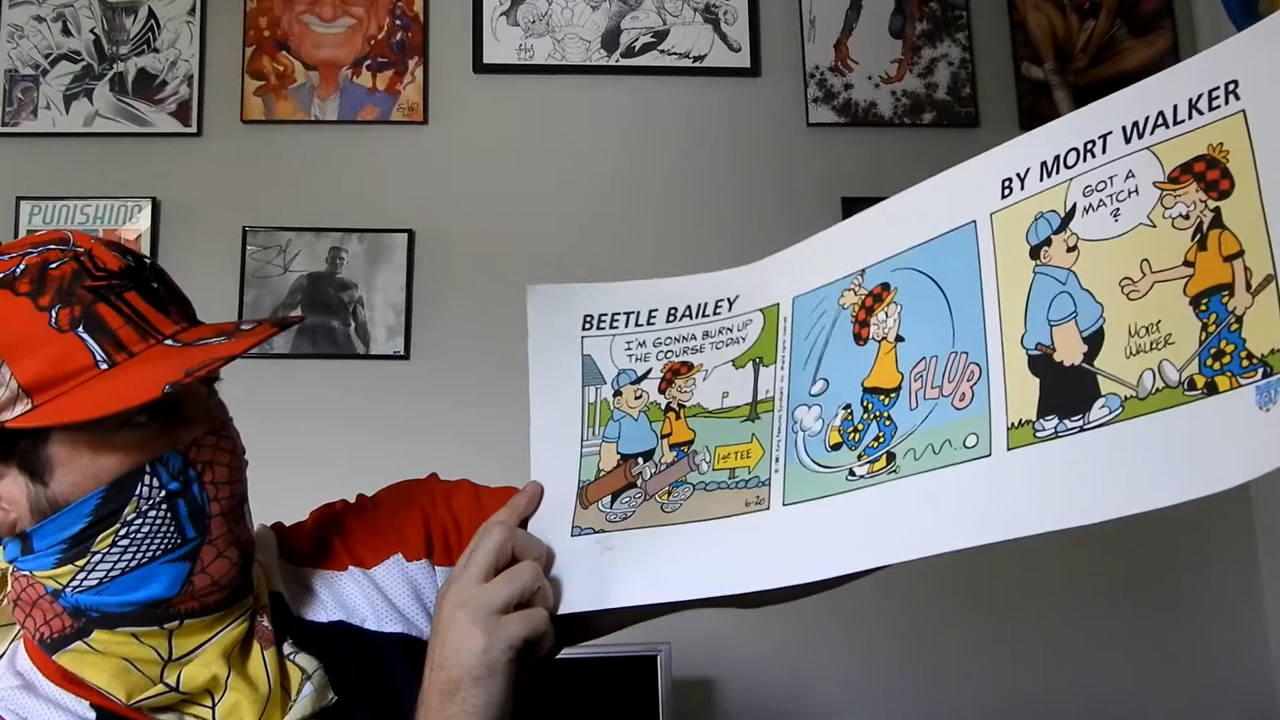 PUNISHING
BEETLE BAILEY
BY MORT WALKER
I'M GONNA BURN UP
THE COURSE TODAY
1st TEE
6-20
FLUB
GOT A
MATCH
?
MORT
WALKER